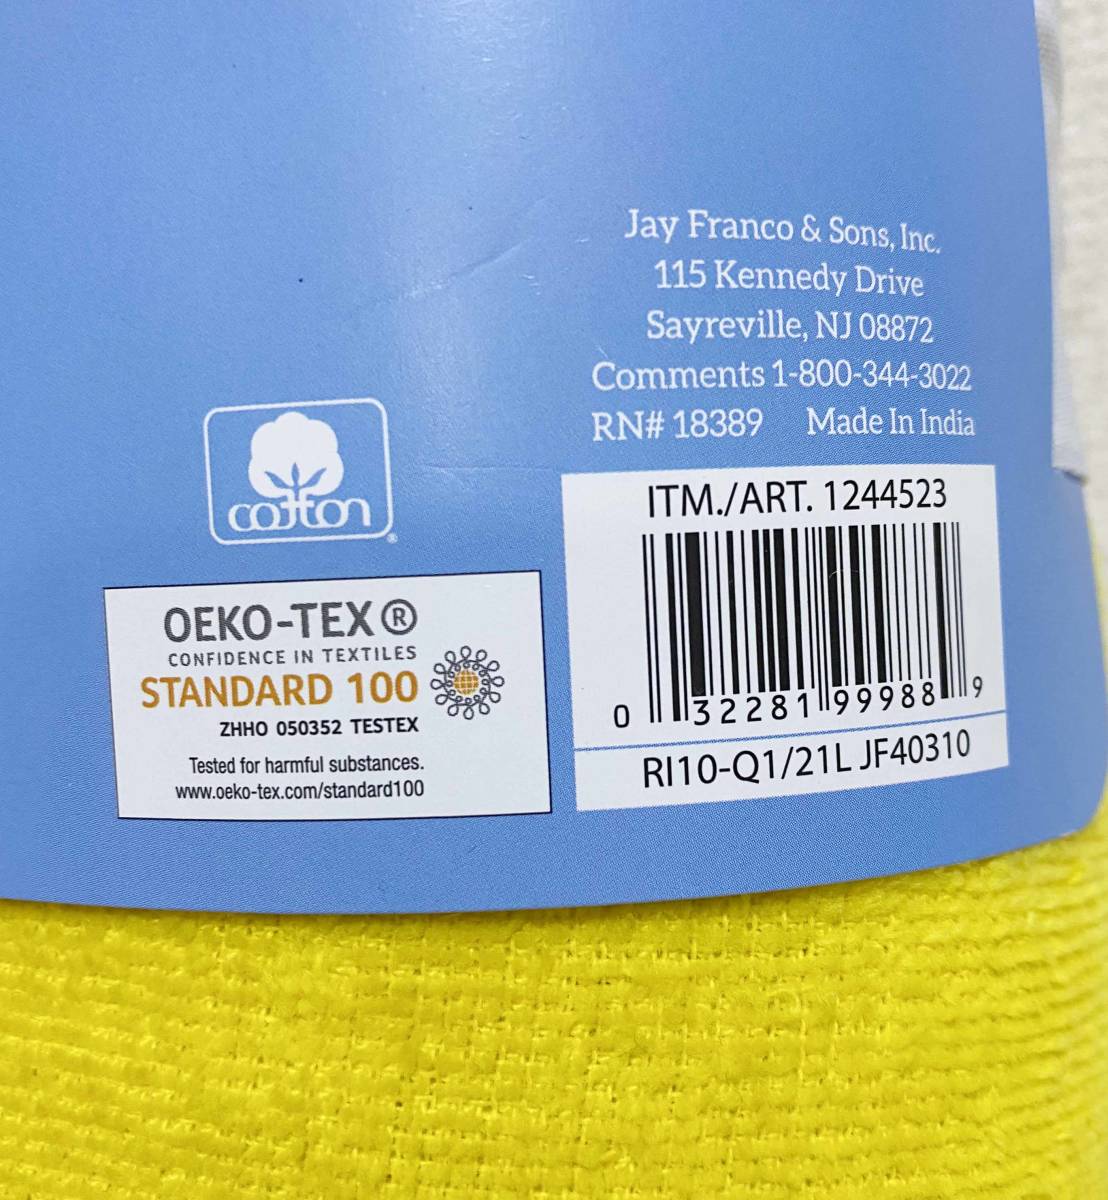 Jay Franco & Sons, Inc.
115 Kennedy Drive
Sayreville, NJ 08872
Comments 1-800-344-3022
RN# 18389 Made In India
cotton
®
ITM./ART. 1244523
0 32281 99988 9
RI10-Q1/21L JF40310
OEKO-TEX®
CONFIDENCE IN TEXTILES
STANDARD 100
ZHHO 050352 TESTEX
Tested for harmful substances.
www.oeko-tex.com/standard100